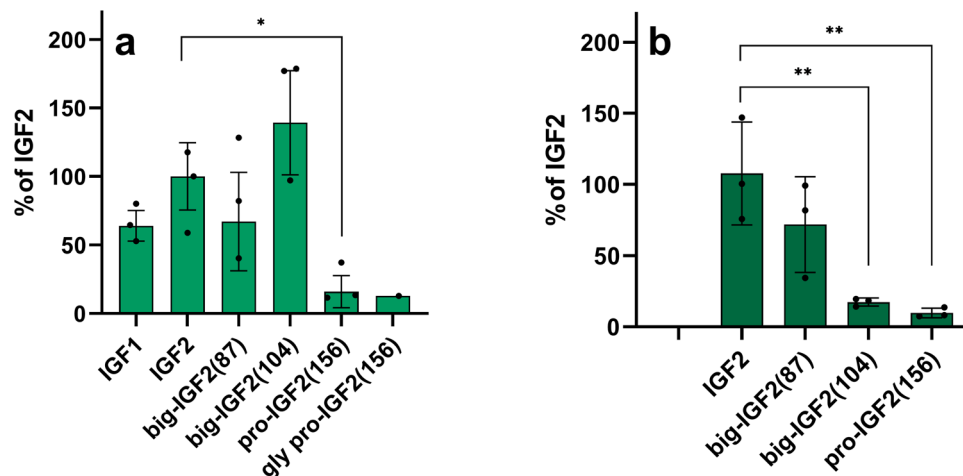 a
% of IGF2
200
150
100
50
0
*
IGF1
IGF2
big-IGF2(87)
big-IGF2(104)
pro-IGF2(156)
gly pro-IGF2(156)
b
% of IGF2
200
150
100
50
0
**
**
IGF2
big-IGF2(87)
big-IGF2(104)
pro-IGF2(156)